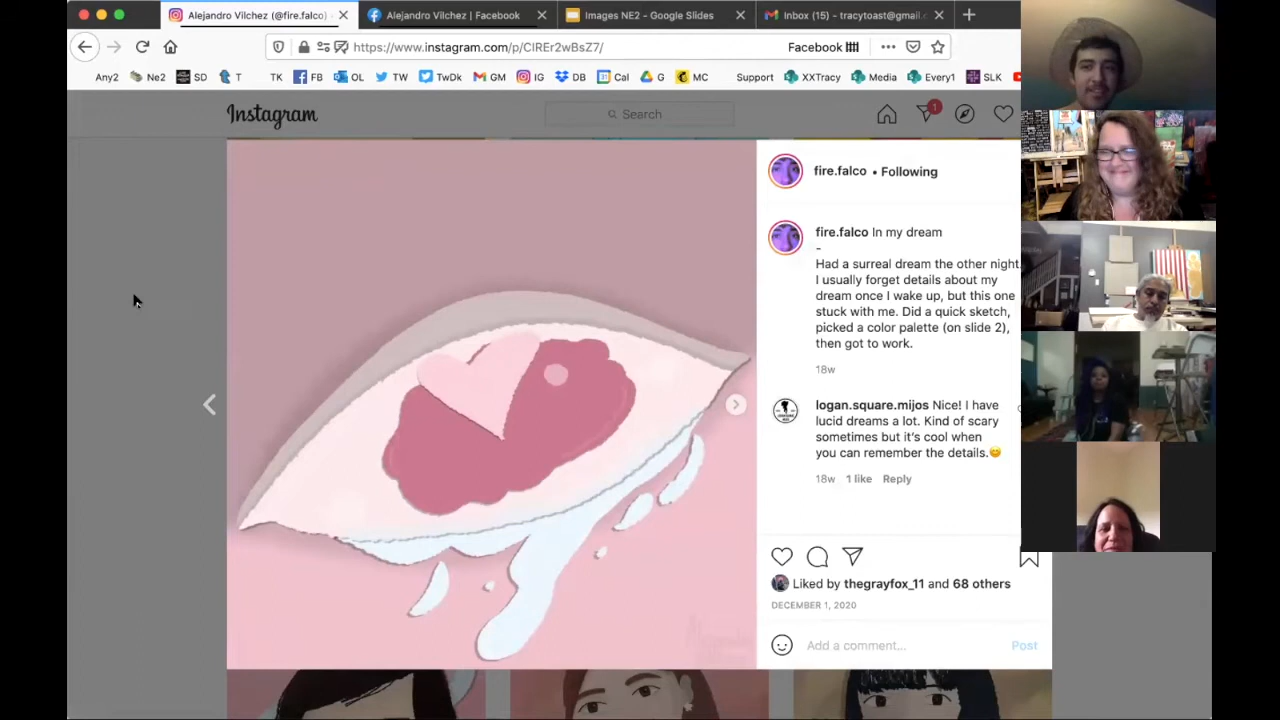 Alejandro Vilchez (@fire.falco)
Alejandro Vilchez | Facebook
Images NE2 - Google Slides
Inbox (15) - tracytoast@gmail.c
https://www.instagram.com/p/CIREr2wBsZ7/
Facebook
Any2 Ne2 SD T TK FB OL TW TwDk GM IG DB Cal G MC Support XXTracy Media Every1 SLK
Instagram
Search
1
fire.falco • Following
fire.falco In my dream
-
Had a surreal dream the other night.
I usually forget details about my
dream once I wake up, but this one
stuck with me. Did a quick sketch,
picked a color palette (on slide 2),
then got to work.
18w
logan.square.mijos Nice! I have
lucid dreams a lot. Kind of scary
sometimes but it's cool when
you can remember the details.😊
18w 1 like Reply
Liked by thegrayfox_11 and 68 others
DECEMBER 1, 2020
Add a comment... Post